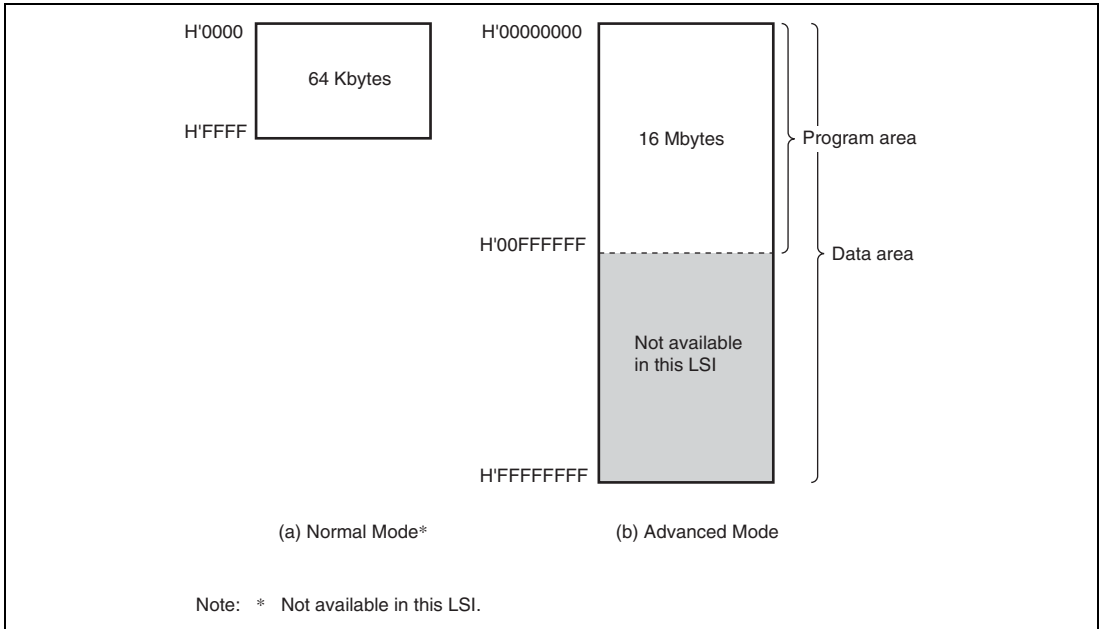 H'0000
64 Kbytes
H'FFFF
(a) Normal Mode*
H'00000000
16 Mbytes
Program area
H'00FFFFFF
Data area
Not available
in this LSI
H'FFFFFFFF
(b) Advanced Mode
Note: * Not available in this LSI.